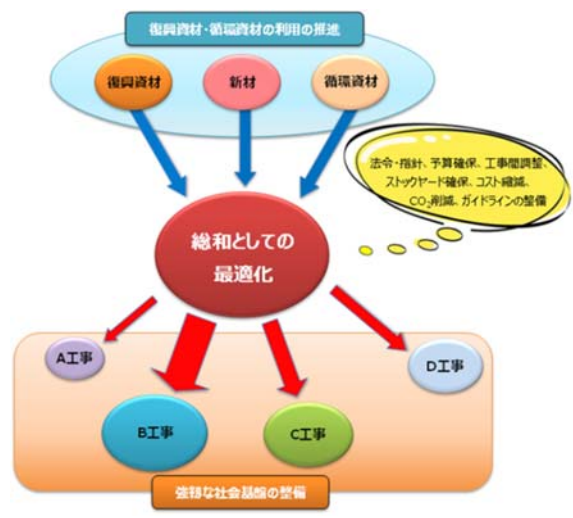 復興資材・循環資材の利用の推進
復興資材
新材
循環資材
法令・指針、予算確保、工事間調整、
ストックヤード確保、コスト縮減、
CO₂削減、ガイドラインの整備
総和としての
最適化
A工事
D工事
B工事
C工事
強靱な社会基盤の整備